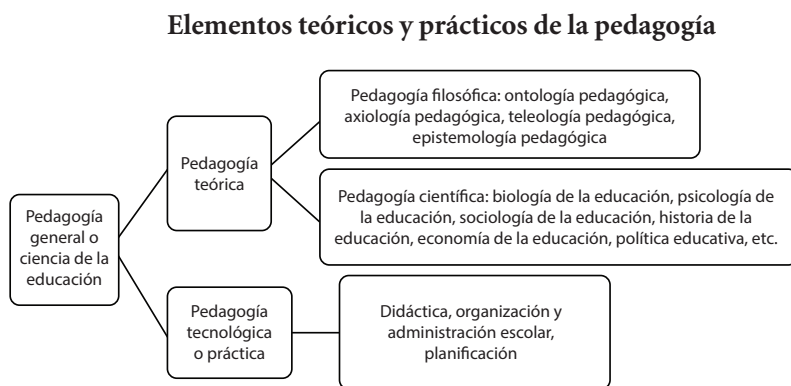 Elementos teóricos y prácticos de la pedagogía
Pedagogía
general o
ciencia de la
educación
Pedagogía
teórica
Pedagogía filosófica: ontología pedagógica,
axiología pedagógica, teleología pedagógica,
epistemología pedagógica
Pedagogía científica: biología de la educación, psicología de
la educación, sociología de la educación, historia de la
educación, economía de la educación, política educativa, etc.
Pedagogía
tecnológica
o práctica
Didáctica, organización y
administración escolar,
planificación